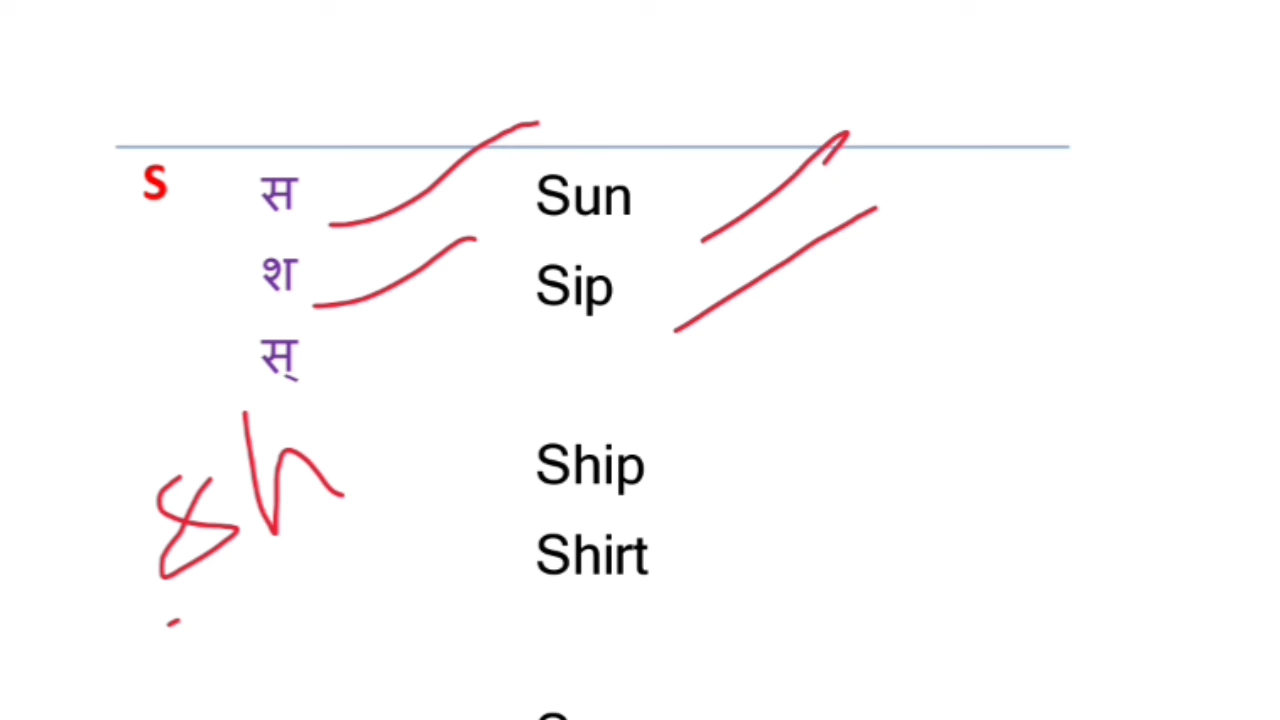 S स Sun
श Sip
स्
sh Ship
Shirt